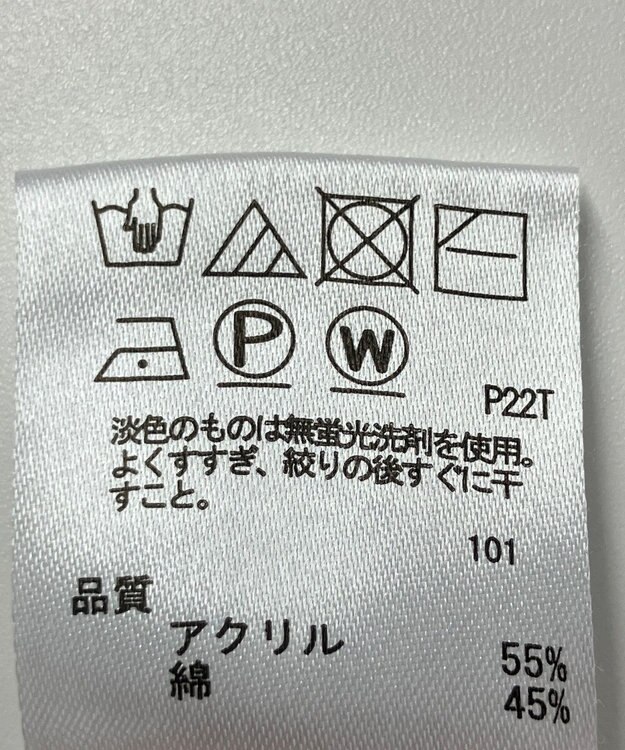 P
W
P22T
淡色のものは無蛍光洗剤を使用。
よくすすぎ、絞りの後すぐに干
すこと。
101
品質
アクリル 55%
綿 45%